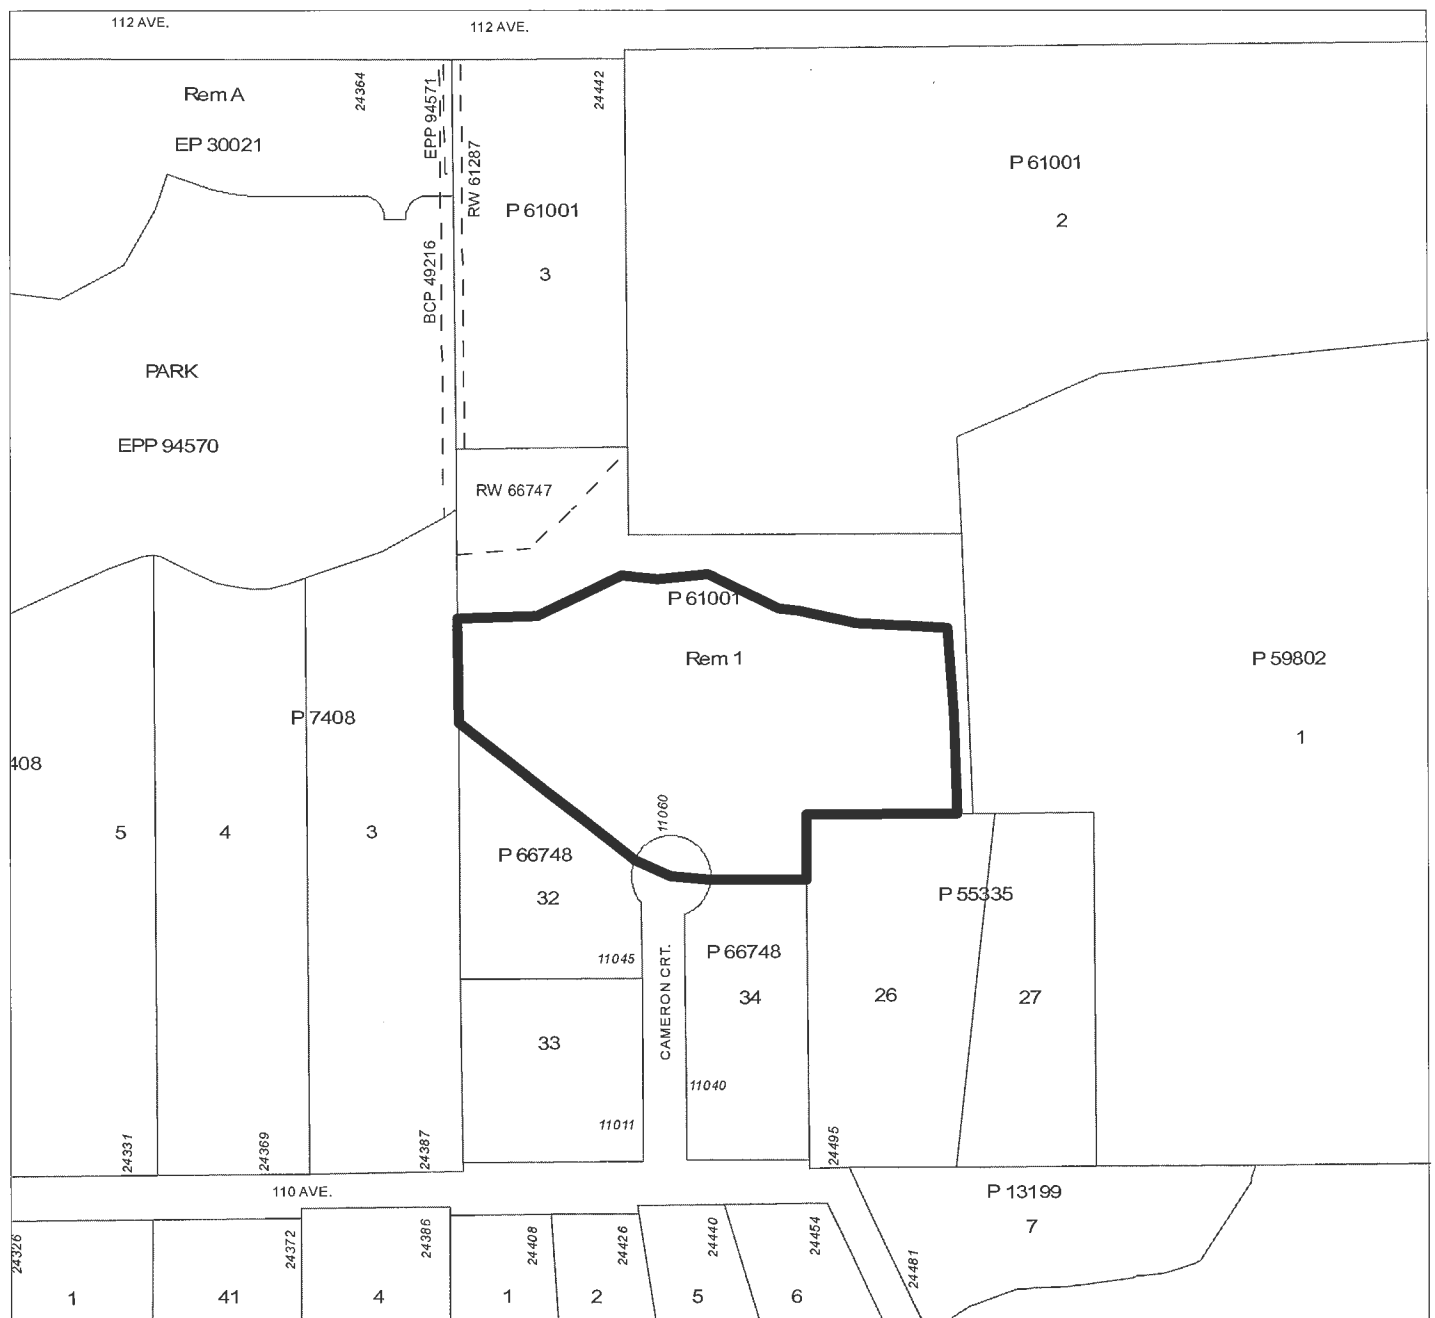 112 AVE.
112 AVE.
Rem A
24364
EPP 94571
24442
EP 30021
RW 61287
P 61001
3
P 61001
2
BCP 49216
PARK
EPP 94570
RW 66747
P 61001
Rem 1
P 59802
1
P 7408
408
5
4
3
11060
P 66748
32
11045
CAMERON CRT.
P 66748
34
P 55335
26
27
33
11040
11011
24331
24369
24387
24495
110 AVE.
P 13199
7
24326
24372
24386
24408
24426
24440
24454
24481
1
41
4
1
2
5
6